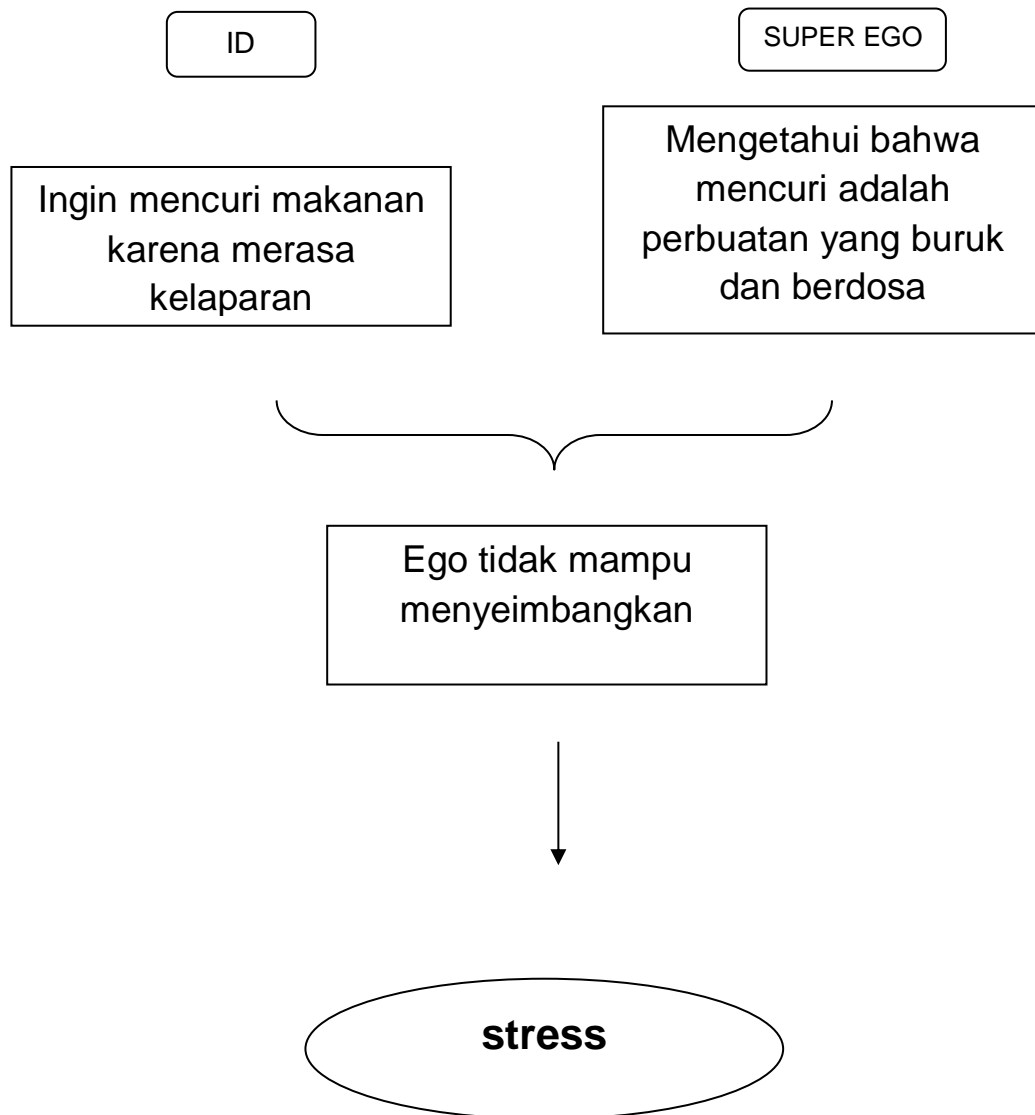 ID
SUPER EGO
Ingin mencuri makanan
karena merasa
kelaparan
Mengetahui bahwa
mencuri adalah
perbuatan yang buruk
dan berdosa
Ego tidak mampu
menyeimbangkan
stress